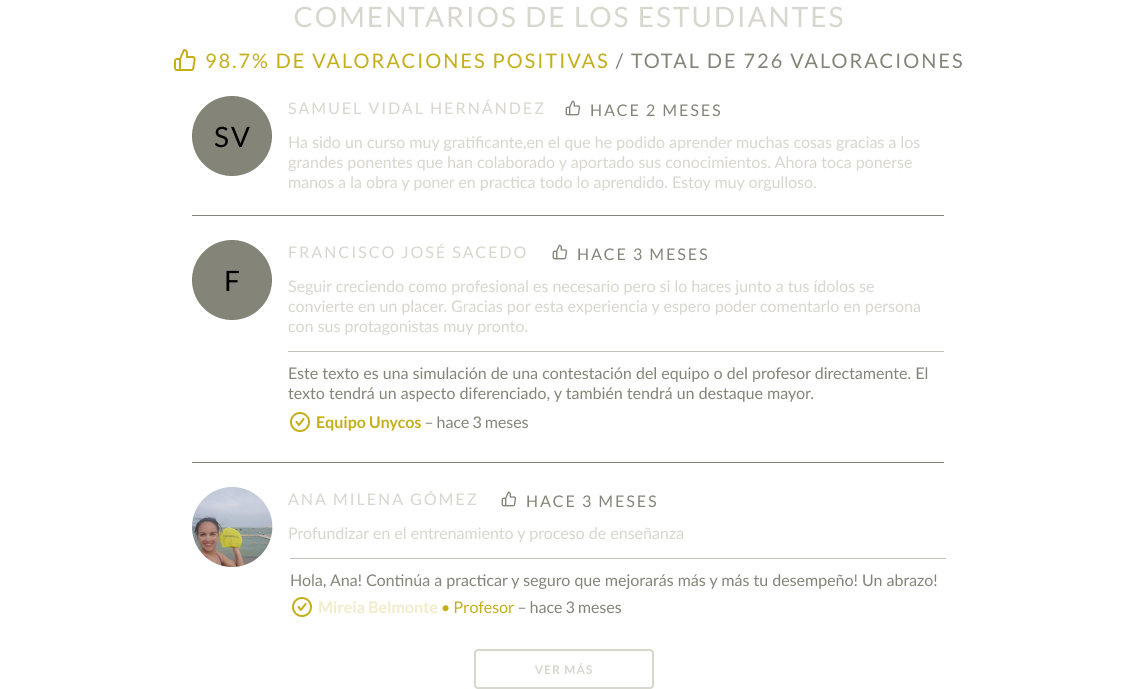 COMENTARIOS DE LOS ESTUDIANTES
98.7% DE VALORACIONES POSITIVAS / TOTAL DE 726 VALORACIONES
SV
SAMUEL VIDAL HERNÁNDEZ HACE 2 MESES
Ha sido un curso muy gratificante,en el que he podido aprender muchas cosas gracias a los
grandes ponentes que han colaborado y aportado sus conocimientos. Ahora toca ponerse
manos a la obra y poner en practica todo lo aprendido. Estoy muy orgulloso.
F
FRANCISCO JOSÉ SACEDO HACE 3 MESES
Seguir creciendo como profesional es necesario pero si lo haces junto a tus ídolos se
convierte en un placer. Gracias por esta experiencia y espero poder comentarlo en persona
con sus protagonistas muy pronto.
Este texto es una simulación de una contestación del equipo o del profesor directamente. El
texto tendrá un aspecto diferenciado, y también tendrá un destaque mayor.
Equipo Unycos – hace 3 meses
ANA MILENA GÓMEZ HACE 3 MESES
Profundizar en el entrenamiento y proceso de enseñanza
Hola, Ana! Continúa a practicar y seguro que mejorarás más y más tu desempeño! Un abrazo!
Mireia Belmonte • Profesor – hace 3 meses
VER MÁS